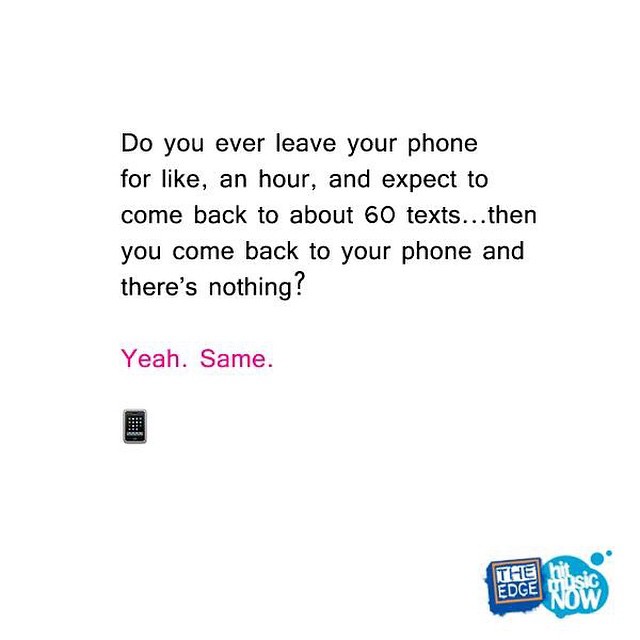 Do you ever leave your phone
for like, an hour, and expect to
come back to about 60 texts...then
you come back to your phone and
there's nothing?
Yeah. Same.
THE
EDGE
hit
music
NOW